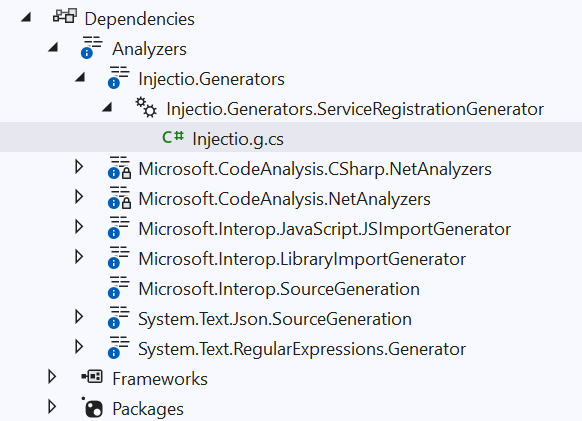 Dependencies
Analyzers
Injectio.Generators
Injectio.Generators.ServiceRegistrationGenerator
C# Injectio.g.cs
Microsoft.CodeAnalysis.CSharp.NetAnalyzers
Microsoft.CodeAnalysis.NetAnalyzers
Microsoft.Interop.JavaScript.JSImportGenerator
Microsoft.Interop.LibraryImportGenerator
Microsoft.Interop.SourceGeneration
System.Text.Json.SourceGeneration
System.Text.RegularExpressions.Generator
Frameworks
Packages